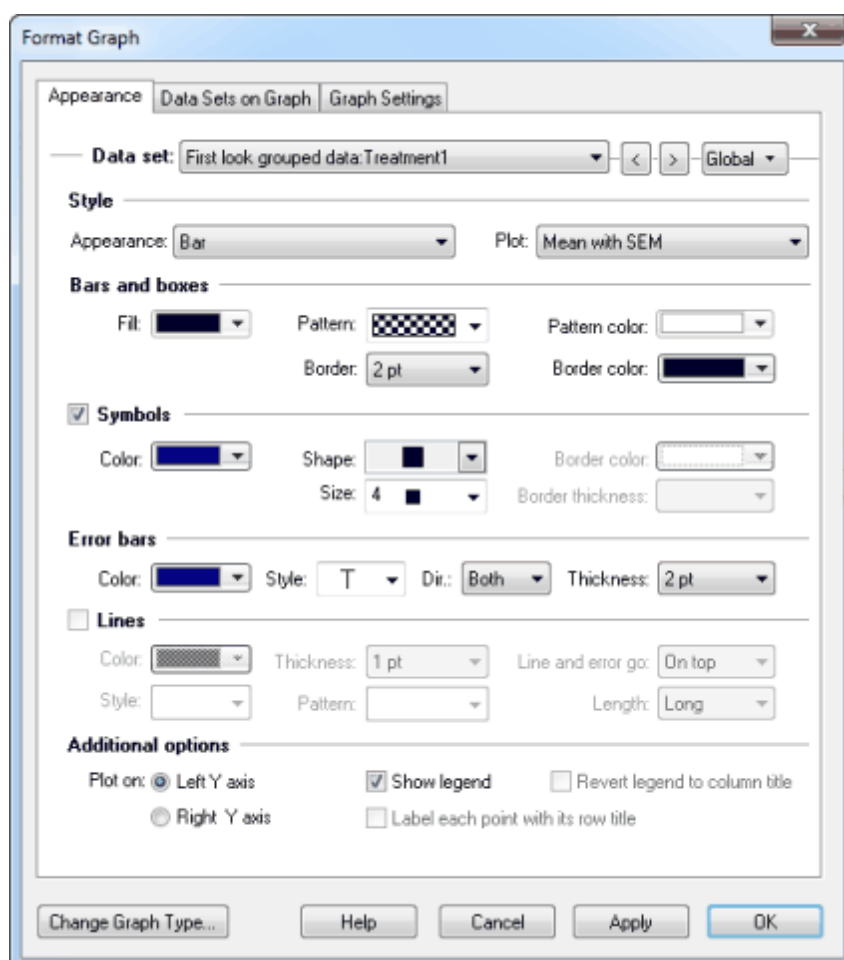 Format Graph
Appearance Data Sets on Graph Graph Settings
Data set: First look grouped data:Treatment1 < > Global
Style
Appearance: Bar Plot: Mean with SEM
Bars and boxes
Fill: Pattern: Pattern color:
Border: 2 pt Border color:
Symbols
Color: Shape: Border color:
Size: 4 Border thickness:
Error bars
Color: Style: Dir.: Both Thickness: 2 pt
Lines
Color: Thickness: 1 pt Line and error go: On top
Style: Pattern: Length: Long
Additional options
Plot on: Left Y axis Show legend Revert legend to column title
Right Y axis Label each point with its row title
Change Graph Type... Help Cancel Apply OK